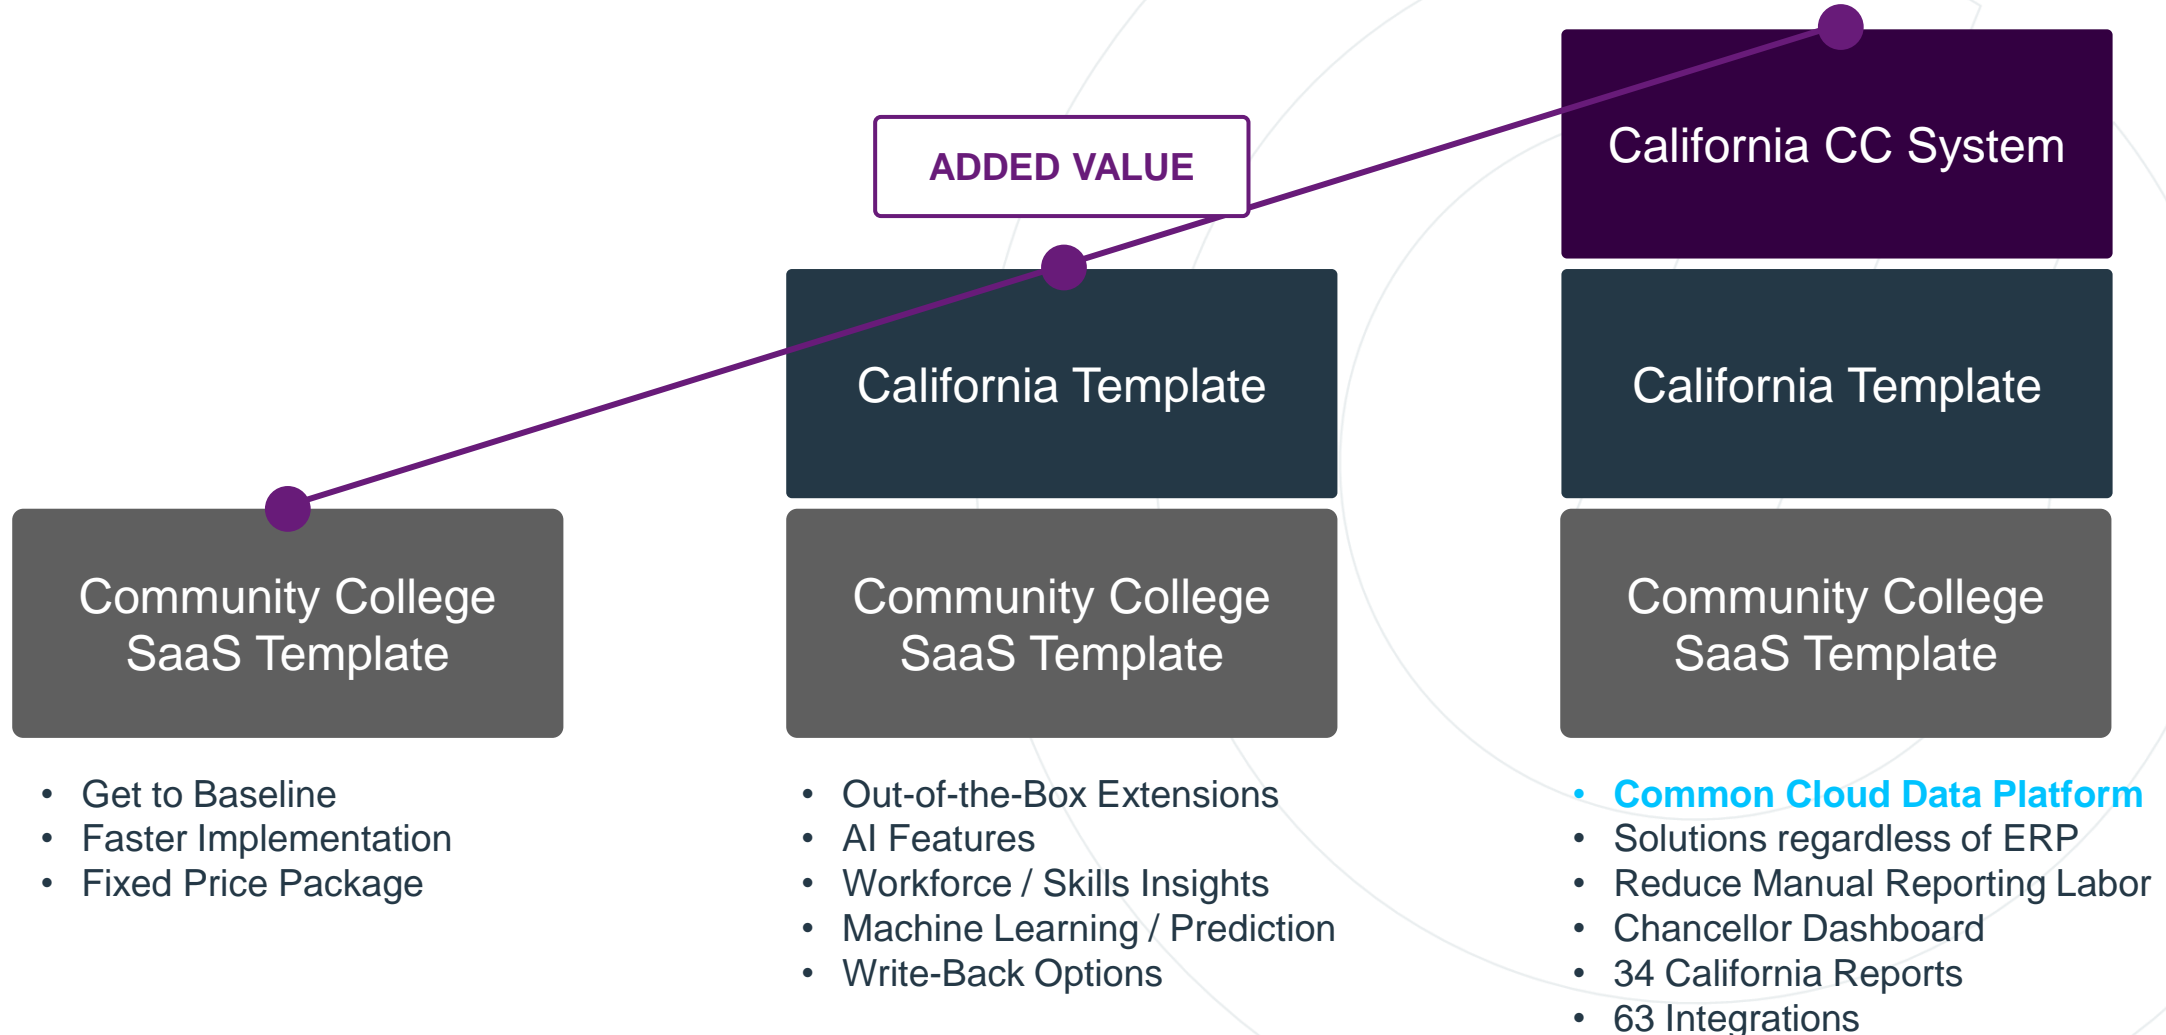 California CC System
ADDED VALUE
California Template
California Template
Community College
SaaS Template
Community College
SaaS Template
Community College
SaaS Template
• Get to Baseline
• Faster Implementation
• Fixed Price Package
• Out-of-the-Box Extensions
• AI Features
• Workforce / Skills Insights
• Machine Learning / Prediction
• Write-Back Options
• Common Cloud Data Platform
• Solutions regardless of ERP
• Reduce Manual Reporting Labor
• Chancellor Dashboard
• 34 California Reports
• 63 Integrations